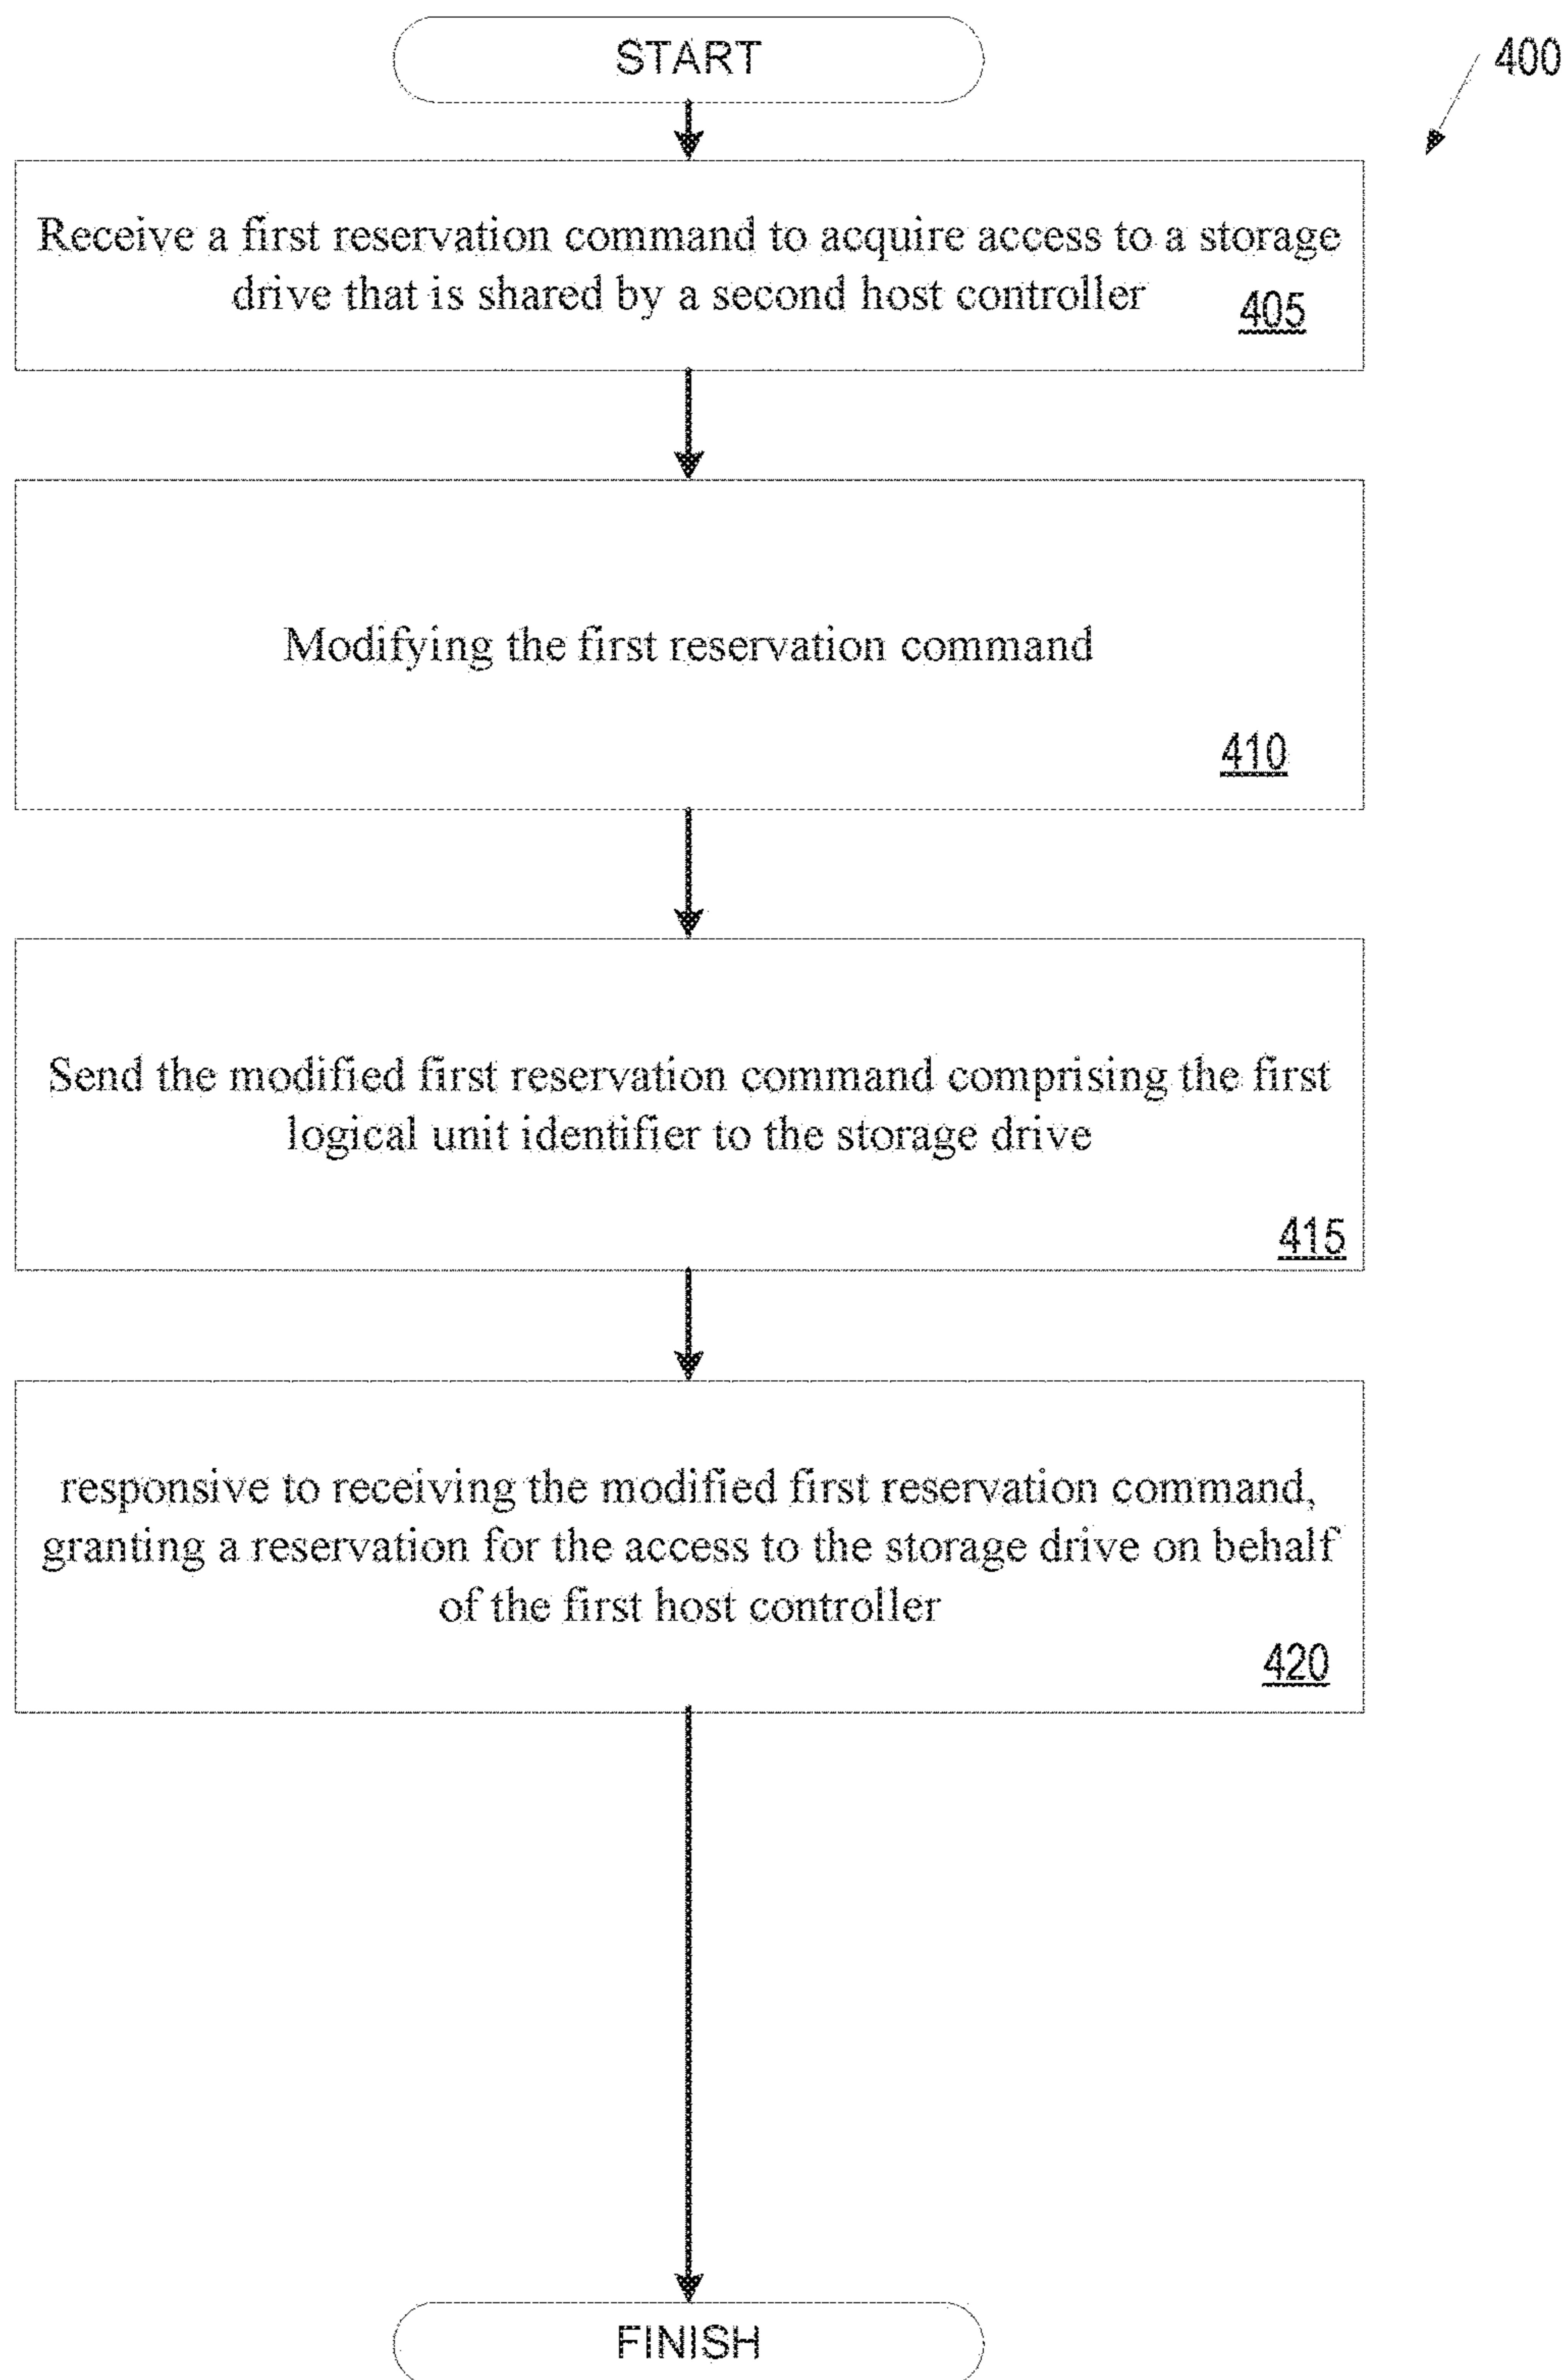 START
400
Receive a first reservation command to acquire access to a storage
drive that is shared by a second host controller
405
Modifying the first reservation command
410
Send the modified first reservation command comprising the first
logical unit identifier to the storage drive
415
responsive to receiving the modified first reservation command,
granting a reservation for the access to the storage drive on behalf
of the first host controller
420
FINISH